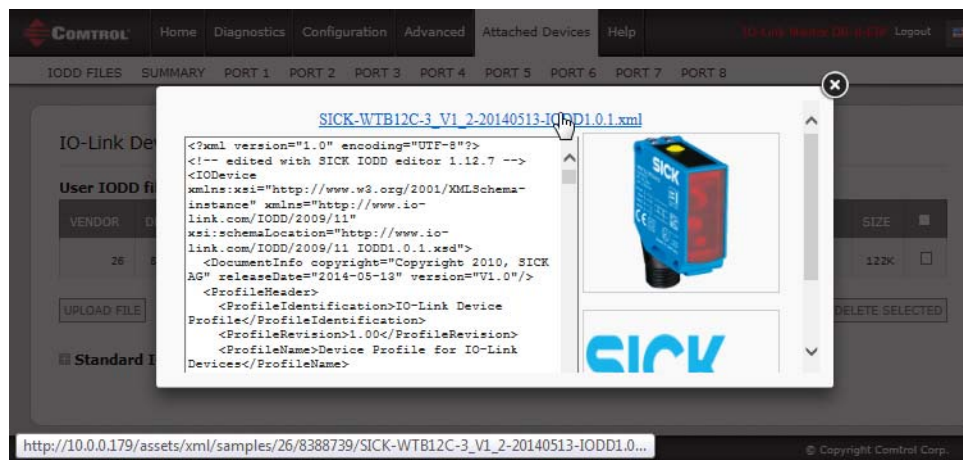 COMTROL Home Diagnostics Configuration Advanced Attached Devices Help Logout
IODD FILES SUMMARY PORT 1 PORT 2 PORT 3 PORT 4 PORT 5 PORT 6 PORT 7 PORT 8
SICK-WTB12C-3_V1_2-20140513-IODD1.0.1.xml
IO-Link De
User IODD fi
VENDOR SIZE
26 122K
UPLOAD FILE DELETE SELECTED
Standard I
<?xml version="1.0" encoding="UTF-8"?>
<!-- edited with SICK IODD editor 1.12.7 -->
<IODevice
xmlns:xsi="http://www.w3.org/2001/XMLSchema-
instance" xmlns="http://www.io-
link.com/IODD/2009/11"
xsi:schemaLocation="http://www.io-
link.com/IODD/2009/11 IODD1.0.1.xsd">
<DocumentInfo copyright="Copyright 2010, SICK
AG" releaseDate="2014-05-13" version="V1.0"/>
<ProfileHeader>
<ProfileIdentification>IO-Link Device
Profile</ProfileIdentification>
<ProfileRevision>1.00</ProfileRevision>
<ProfileName>Device Profile for IO-Link
Devices</ProfileName>
SICK
SICK
http://10.0.0.179/assets/xml/samples/26/8388739/SICK-WTB12C-3_V1_2-20140513-IODD1.0...
© Copyright Comtrol Corp.